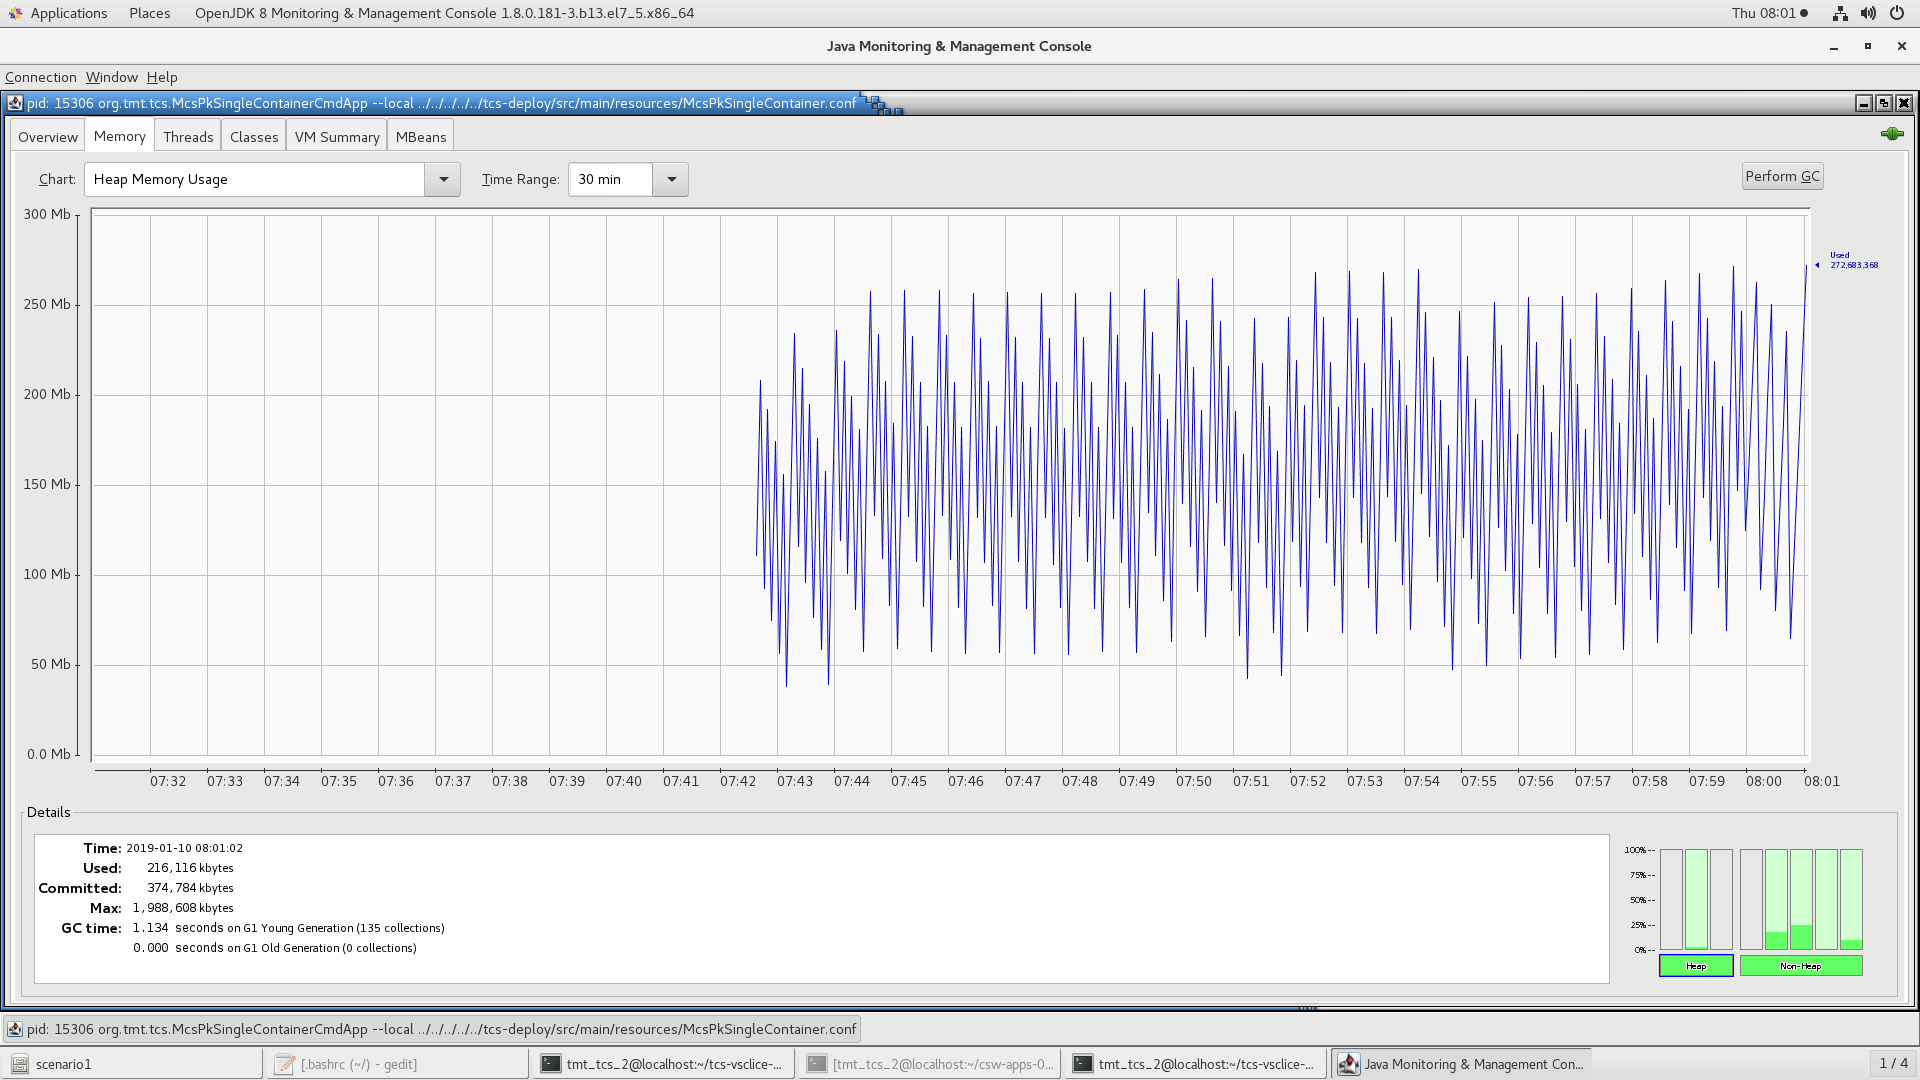 Applications Places OpenJDK 8 Monitoring & Management Console 1.8.0.181-3.b13.el7_5.x86_64 Thu 08:01
Java Monitoring & Management Console
Connection Window Help
pid: 15306 org.tmt.tcs.McsPkSingleContainerCmdApp --local ../../../../../tcs-deploy/src/main/resources/McsPkSingleContainer.conf
Overview Memory Threads Classes VM Summary MBeans
Chart: Heap Memory Usage Time Range: 30 min Perform GC
300 Mb
Used
272,683,368
250 Mb
200 Mb
150 Mb
100 Mb
50 Mb
0.0 Mb
07:32 07:33 07:34 07:35 07:36 07:37 07:38 07:39 07:40 07:41 07:42 07:43 07:44 07:45 07:46 07:47 07:48 07:49 07:50 07:51 07:52 07:53 07:54 07:55 07:56 07:57 07:58 07:59 08:00 08:01
Details
Time: 2019-01-10 08:01:02
Used: 216,116 kbytes
Committed: 374,784 kbytes
Max: 1,988,608 kbytes
GC time: 1.134 seconds on G1 Young Generation (135 collections)
0.000 seconds on G1 Old Generation (0 collections)
100%--
75%--
50%--
25%--
0%--
Heap Non-Heap
pid: 15306 org.tmt.tcs.McsPkSingleContainerCmdApp --local ../../../../../tcs-deploy/src/main/resources/McsPkSingleContainer.conf
scenario1 [.bashrc (~/) - gedit] tmt_tcs_2@localhost:~/tcs-vsclice-... [tmt_tcs_2@localhost:~/csw-apps-0... tmt_tcs_2@localhost:~/tcs-vsclice-... Java Monitoring & Management Con... 1 / 4